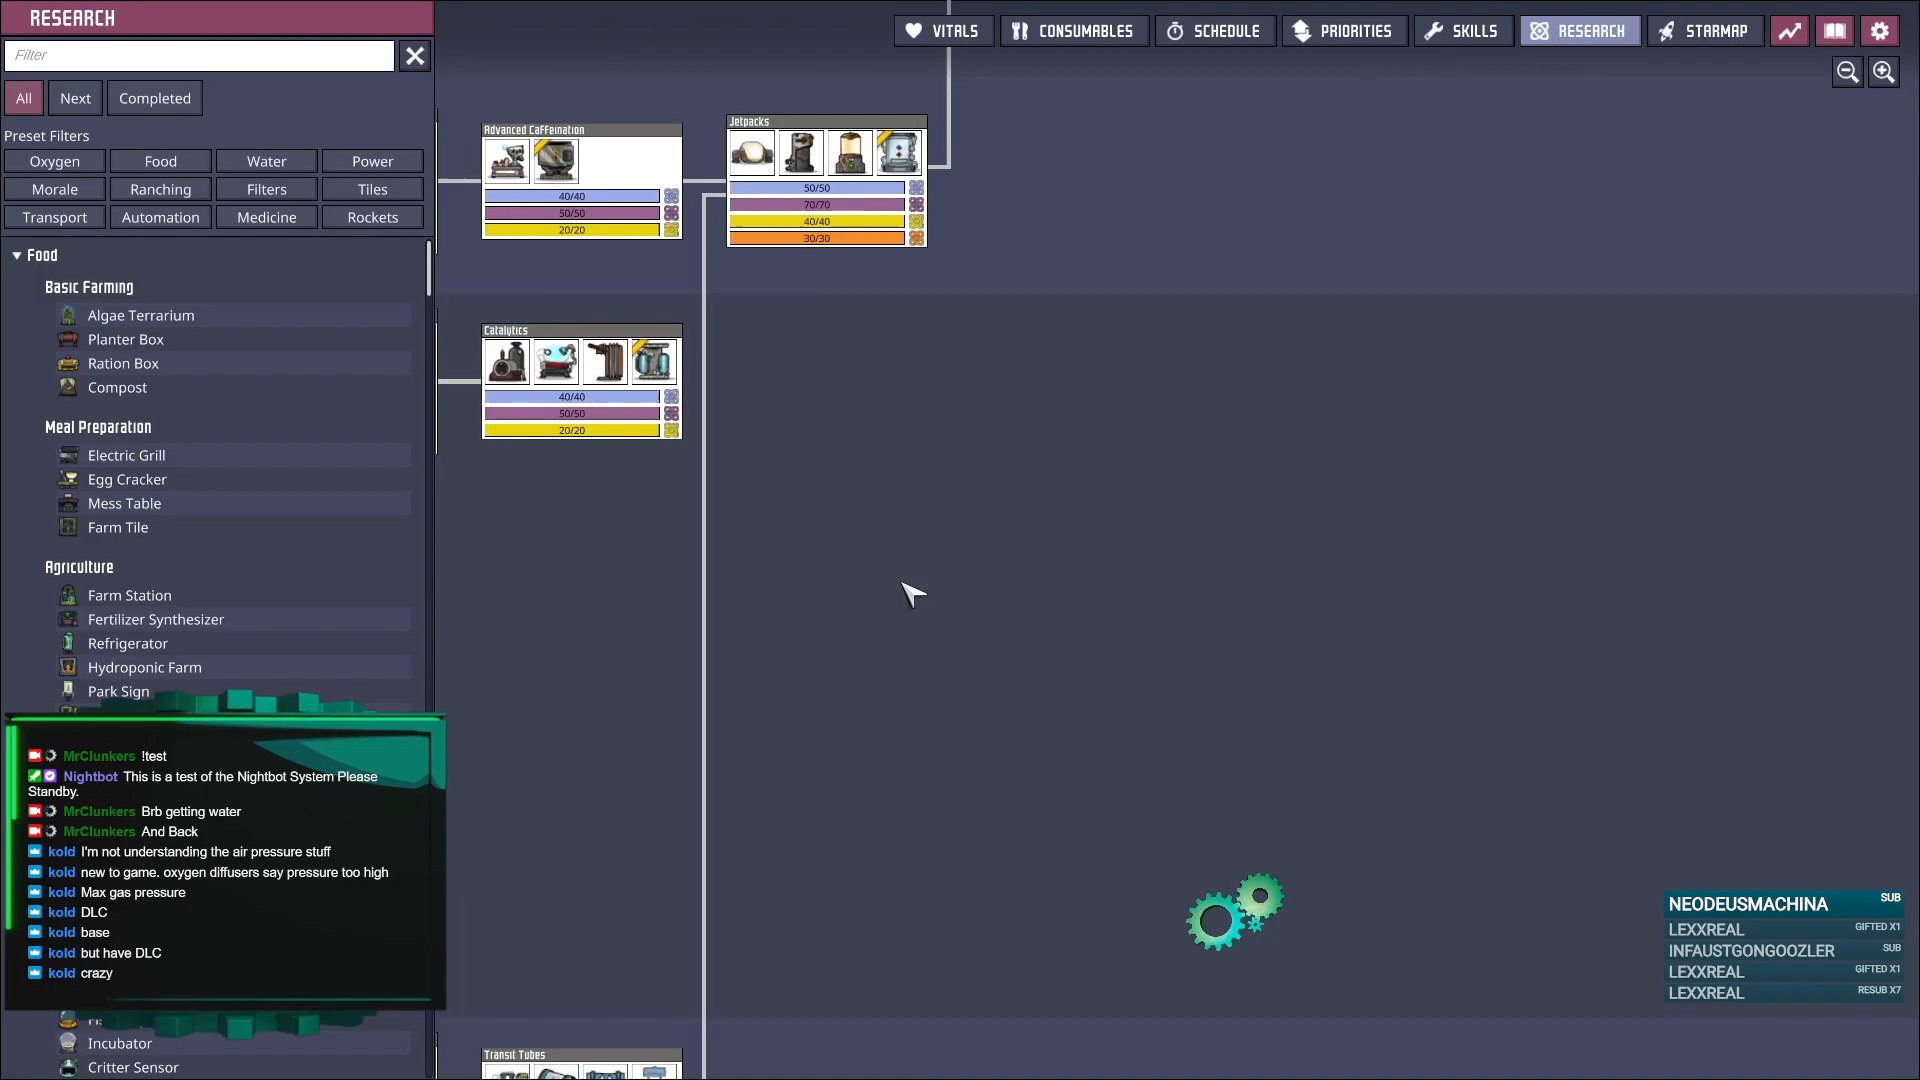 RESEARCH
Filter
All
Next
Completed
Preset Filters
Oxygen
Food
Water
Power
Morale
Ranching
Filters
Tiles
Transport
Automation
Medicine
Rockets
Food
Basic Farming
Algae Terrarium
Planter Box
Ration Box
Compost
Meal Preparation
Electric Grill
Egg Cracker
Mess Table
Farm Tile
Agriculture
Farm Station
Fertilizer Synthesizer
Refrigerator
Hydroponic Farm
Park Sign
MrClunkers !test
Nightbot This is a test of the Nightbot System Please
Standby.
MrClunkers Brb getting water
MrClunkers And Back
kold I'm not understanding the air pressure stuff
kold new to game. oxygen diffusers say pressure too high
kold Max gas pressure
kold DLC
kold base
kold but have DLC
kold crazy
Incubator
Critter Sensor
VITALS
CONSUMABLES
SCHEDULE
PRIORITIES
SKILLS
RESEARCH
STARMAP
Advanced Caffeination
40/40
50/50
20/20
Jetpacks
50/50
70/70
40/40
30/30
Catalytics
40/40
50/50
20/20
Transit Tubes
NEODEUSMACHINA SUB
LEXXREAL GIFTED X1
INFAUSTGONGOOZLER SUB
LEXXREAL GIFTED X1
LEXXREAL RESUB X7